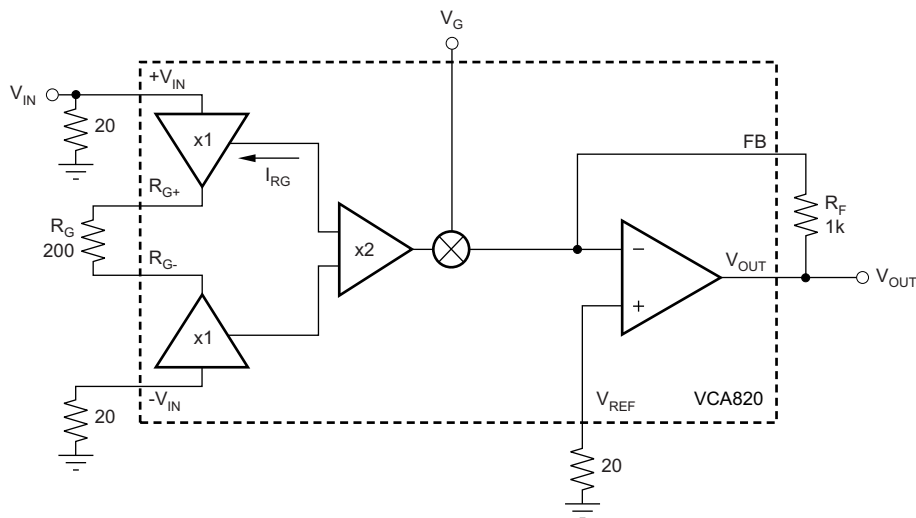 V_G
+V_IN
V_IN
20
x1
FB
I_RG
R_G+
R_F
1k
R_G
200
x2
−
R_G-
V_OUT
V_OUT
+
x1
-V_IN
V_REF
VCA820
20
20